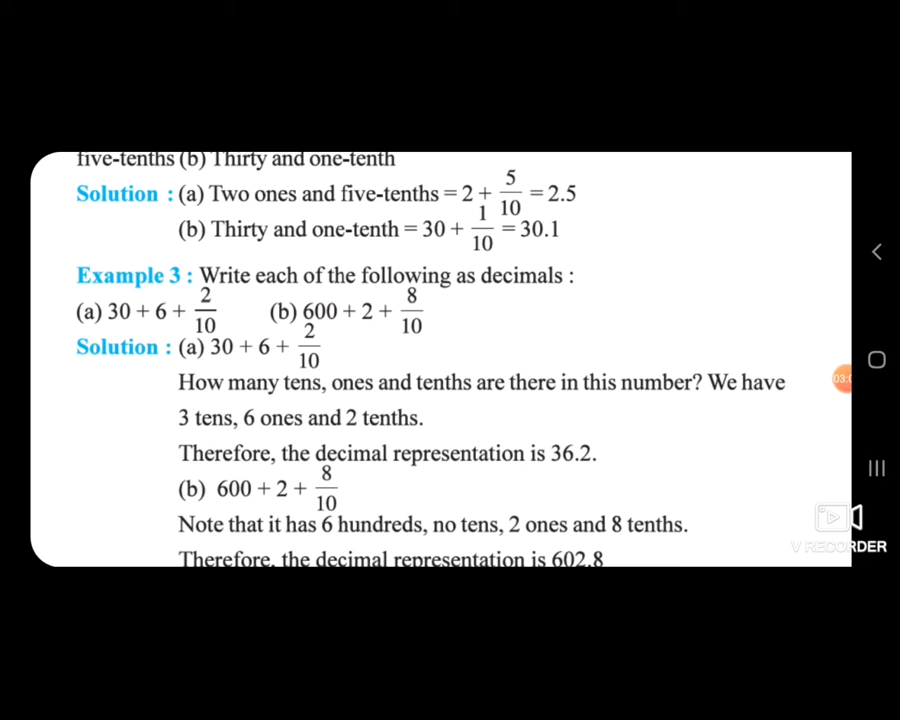 five-tenths (b) Thirty and one-tenth
Solution : (a) Two ones and five-tenths = 2 + 5/10 = 2.5
(b) Thirty and one-tenth = 30 + 1/10 = 30.1
Example 3 : Write each of the following as decimals :
(a) 30 + 6 + 2/10 (b) 600 + 2 + 8/10
Solution : (a) 30 + 6 + 2/10
How many tens, ones and tenths are there in this number? We have
3 tens, 6 ones and 2 tenths.
Therefore, the decimal representation is 36.2.
(b) 600 + 2 + 8/10
Note that it has 6 hundreds, no tens, 2 ones and 8 tenths.
Therefore, the decimal representation is 602.8
V RECORDER